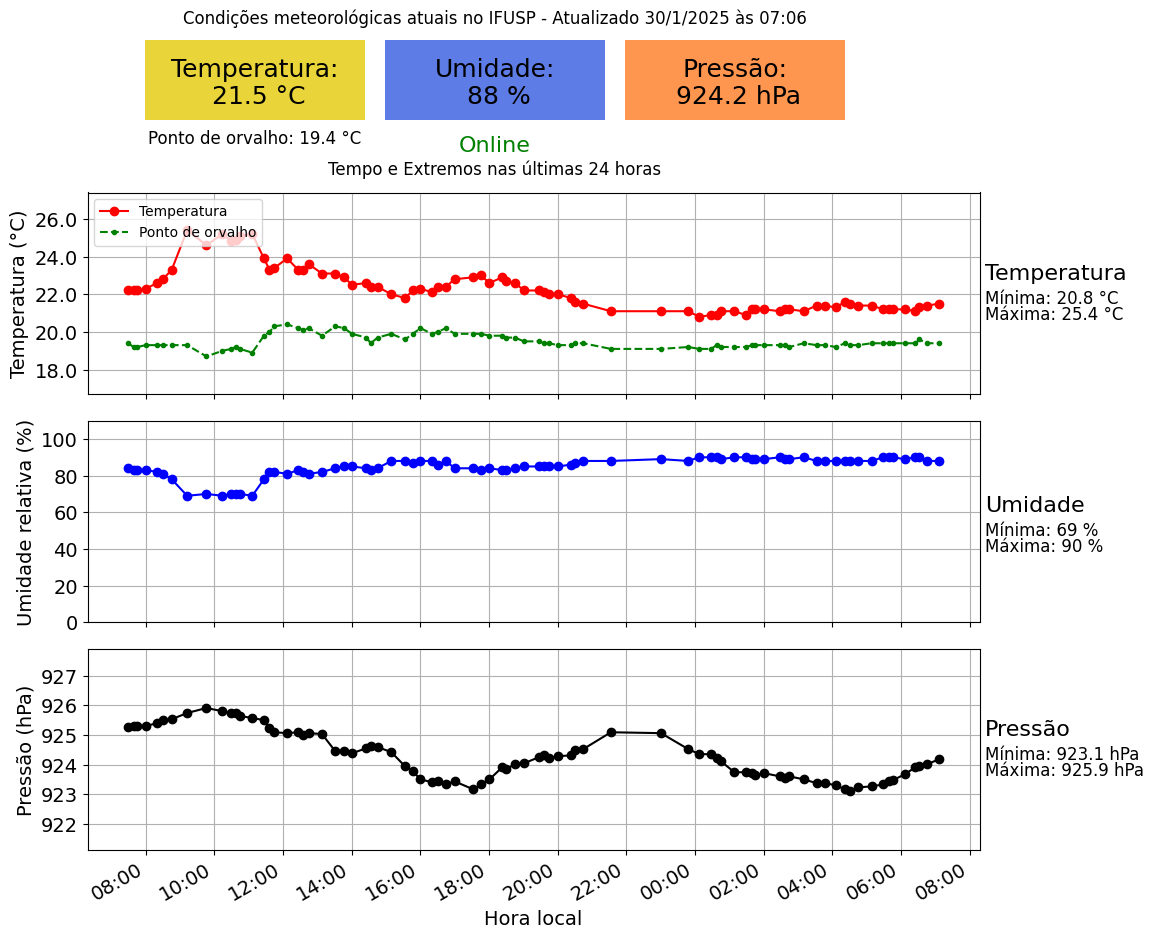 Condições meteorológicas atuais no IFUSP - Atualizado 30/1/2025 às 07:06
Temperatura:
21.5 °C
Umidade:
88 %
Pressão:
924.2 hPa
Ponto de orvalho: 19.4 °C
Online
Tempo e Extremos nas últimas 24 horas
Temperatura (°C)
26.0
24.0
22.0
20.0
18.0
Temperatura
Ponto de orvalho
Temperatura
Mínima: 20.8 °C
Máxima: 25.4 °C
Umidade relativa (%)
100
80
60
40
20
0
Umidade
Mínima: 69 %
Máxima: 90 %
Pressão (hPa)
927
926
925
924
923
922
Pressão
Mínima: 923.1 hPa
Máxima: 925.9 hPa
08:00 10:00 12:00 14:00 16:00 18:00 20:00 22:00 00:00 02:00 04:00 06:00 08:00
Hora local